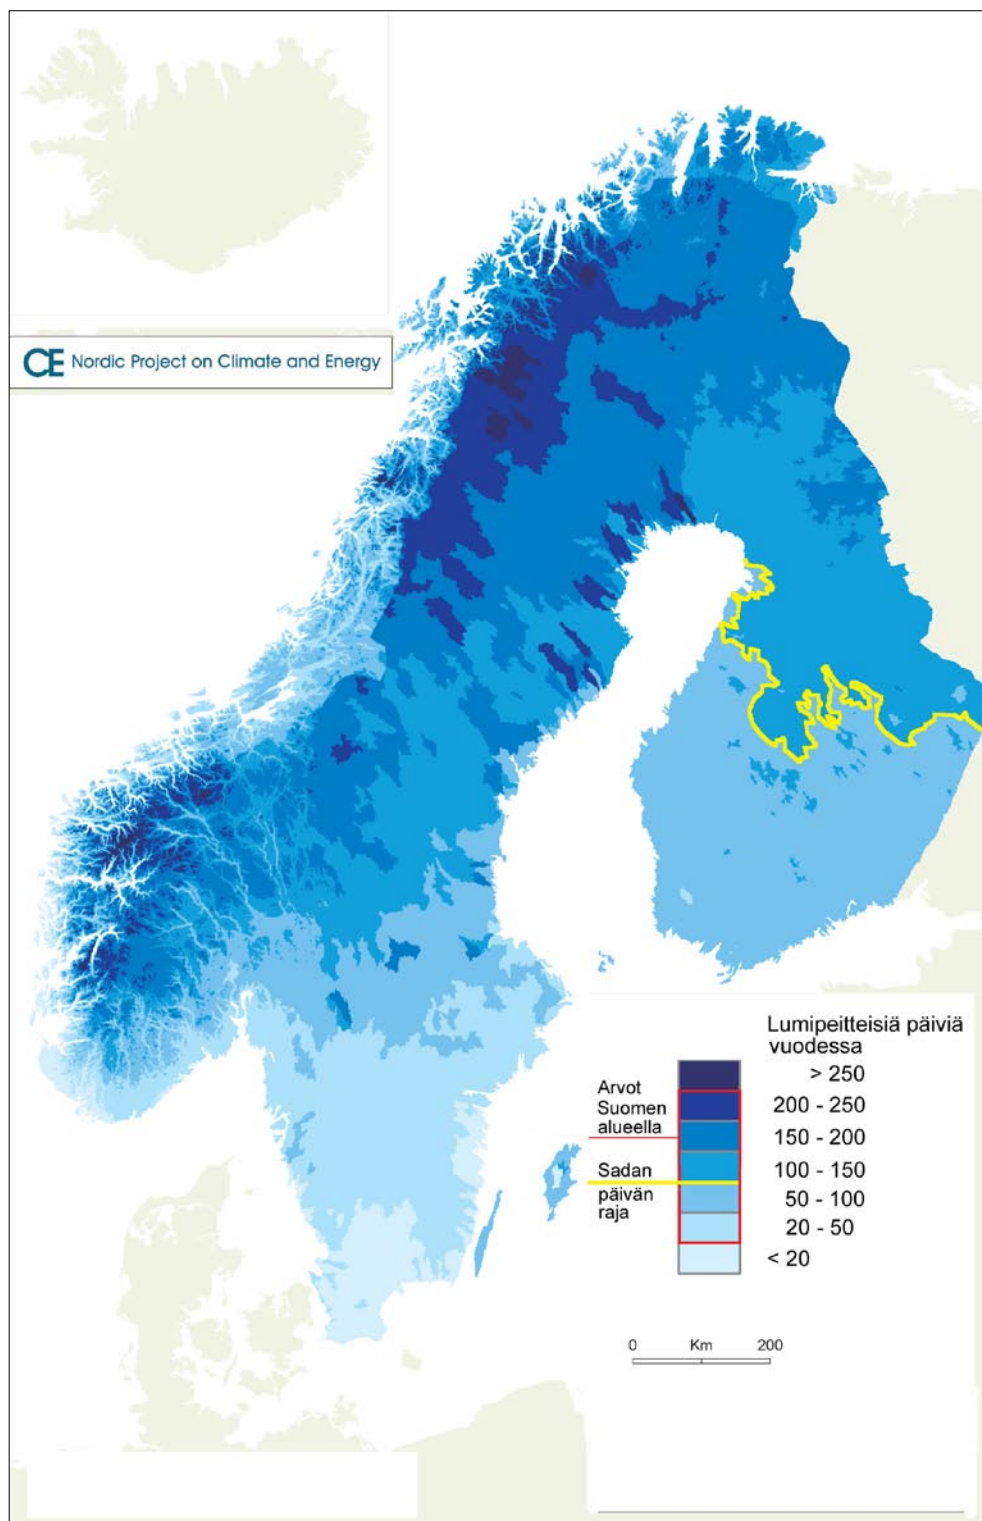 CE Nordic Project on Climate and Energy
Lumipeitteisiä päiviä
vuodessa
> 250
200 - 250
150 - 200
100 - 150
50 - 100
20 - 50
< 20
Arvot
Suomen
alueella
Sadan
päivän
raja
0 Km 200